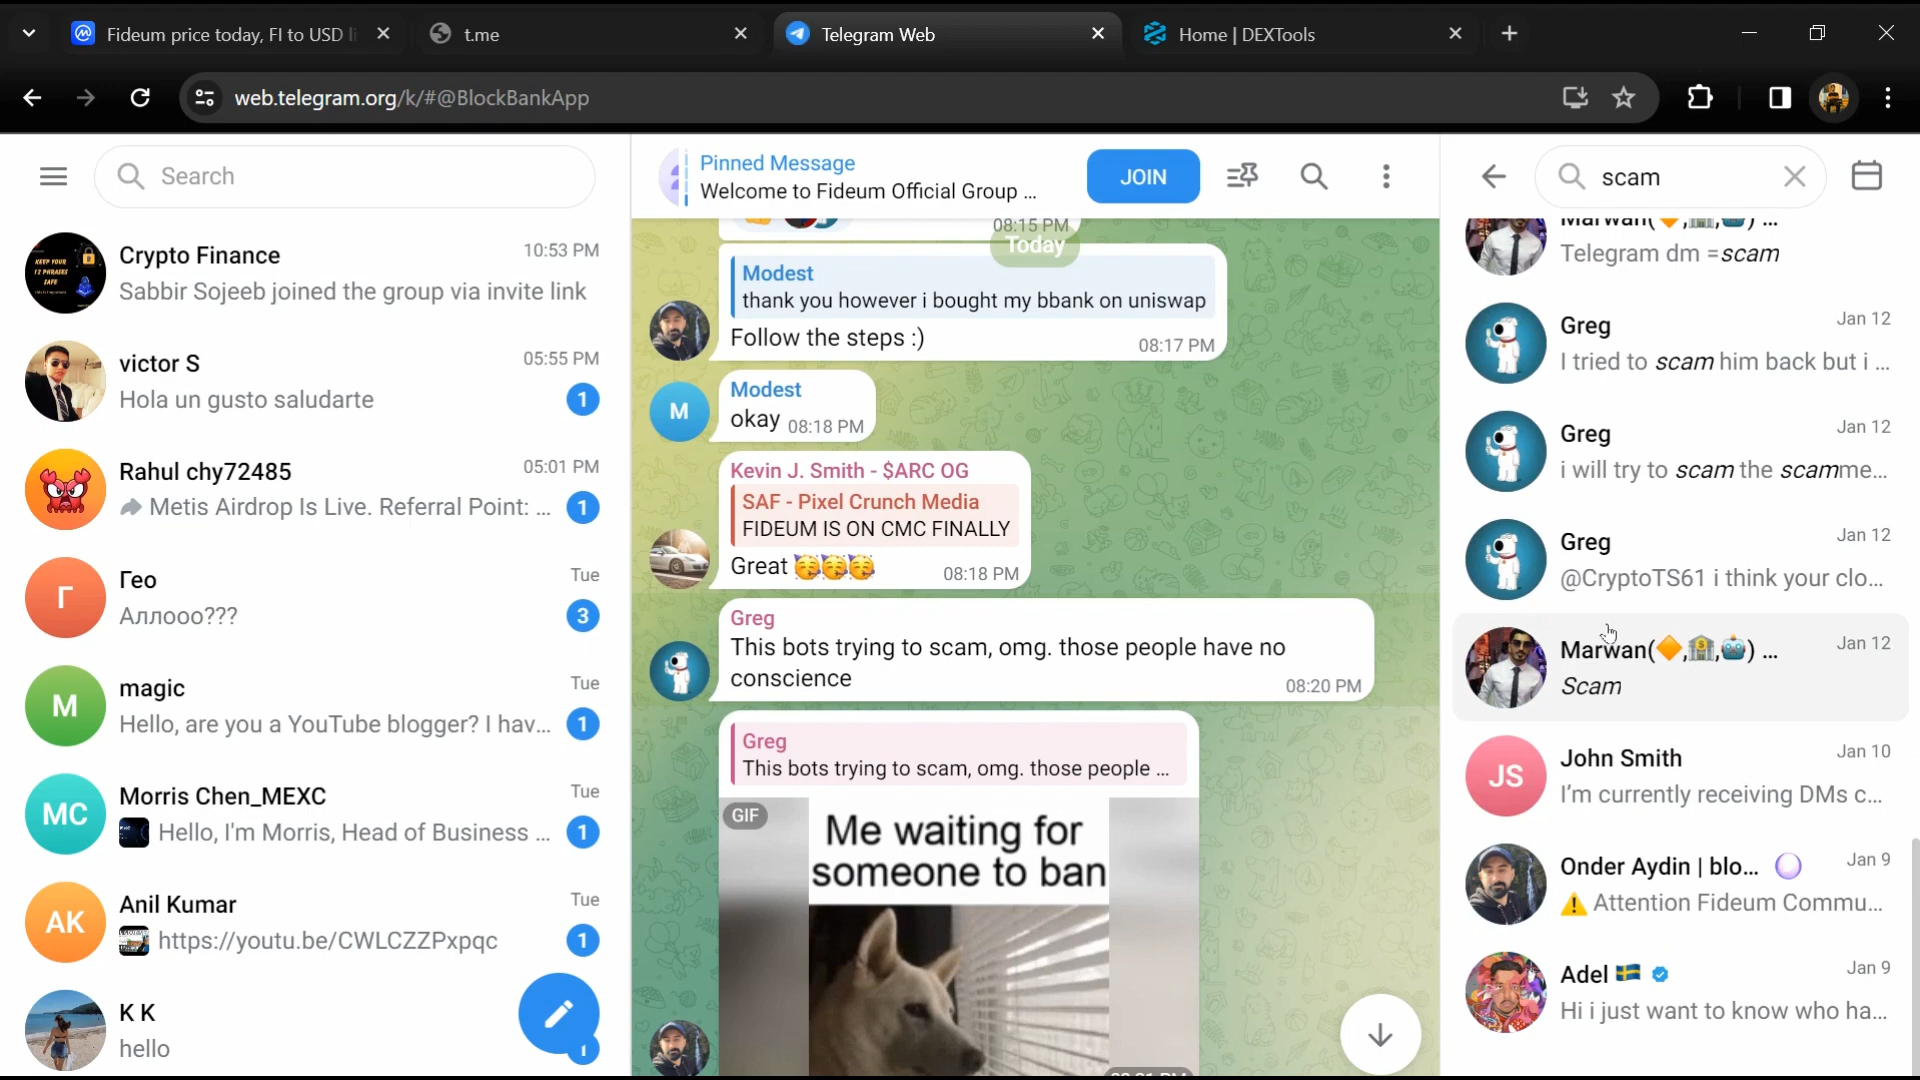 Fideum price today, FI to USD li
t.me
Telegram Web
Home | DEXTools
web.telegram.org/k/#@BlockBankApp
Search
Crypto Finance
10:53 PM
Sabbir Sojeeb joined the group via invite link
victor S
05:55 PM
Hola un gusto saludarte
1
Rahul chy72485
05:01 PM
Metis Airdrop Is Live. Referral Point: ...
1
Г
Гео
Tue
Аллооо???
3
M
magic
Tue
Hello, are you a YouTube blogger? I hav...
1
MC
Morris Chen_MEXC
Tue
Hello, I'm Morris, Head of Business ...
1
AK
Anil Kumar
Tue
https://youtu.be/CWLCZZPxpqc
1
K K
hello
Pinned Message
Welcome to Fideum Official Group ...
JOIN
08:15 PM
Today
Modest
thank you however i bought my bbank on uniswap
Follow the steps :)
08:17 PM
M
Modest
okay 08:18 PM
Kevin J. Smith - $ARC OG
SAF - Pixel Crunch Media
FIDEUM IS ON CMC FINALLY
Great 🥳🥳🥳
08:18 PM
Greg
This bots trying to scam, omg. those people have no
conscience
08:20 PM
Greg
This bots trying to scam, omg. those people ...
GIF
Me waiting for
someone to ban
scam
Marwan(🔶,🏦,🤖) ...
Telegram dm =scam
Greg
Jan 12
I tried to scam him back but i ...
Greg
Jan 12
i will try to scam the scamme...
Greg
Jan 12
@CryptoTS61 i think your clo...
Marwan(🔶,🏦,🤖) ...
Jan 12
Scam
JS
John Smith
Jan 10
I'm currently receiving DMs c...
Onder Aydin | blo...
Jan 9
⚠️ Attention Fideum Commu...
Adel 🇸🇪
Jan 9
Hi i just want to know who ha...